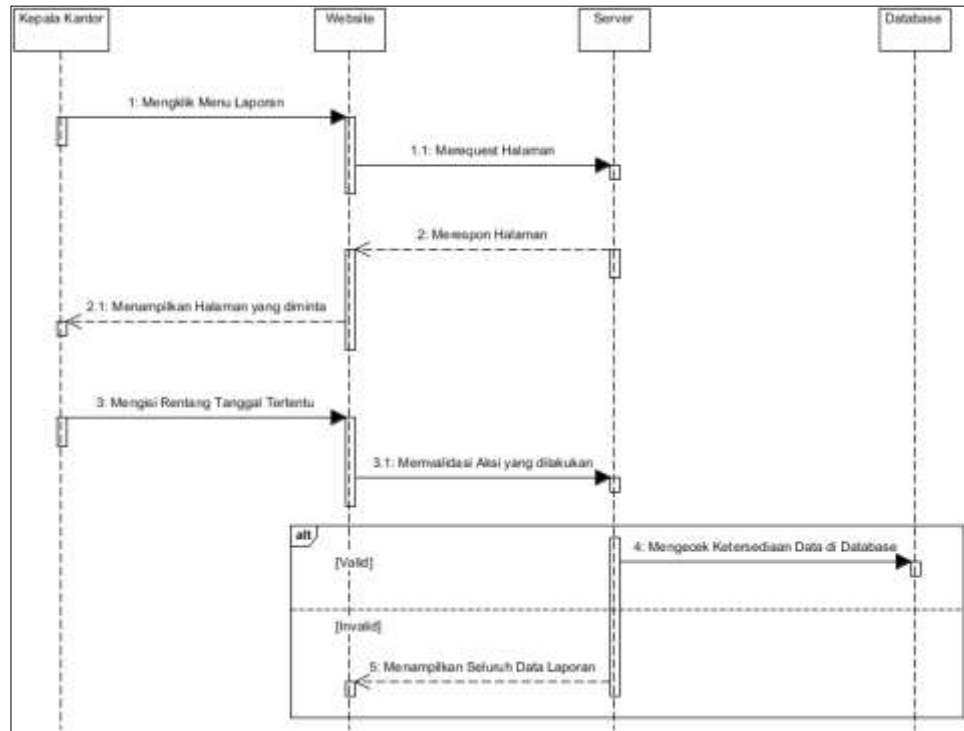 Kepala Kantor
Website
Server
Database
1: Mengklik Menu Laporan
1.1: Merequest Halaman
2: Merespon Halaman
2.1: Menampilkan Halaman yang diminta
3: Mengisi Rentang Tanggal Tertentu
3.1: Memvalidasi Aksi yang dilakukan
alt
4: Mengecek Ketersediaan Data di Database
[Valid]
[Invalid]
5: Menampilkan Seluruh Data Laporan